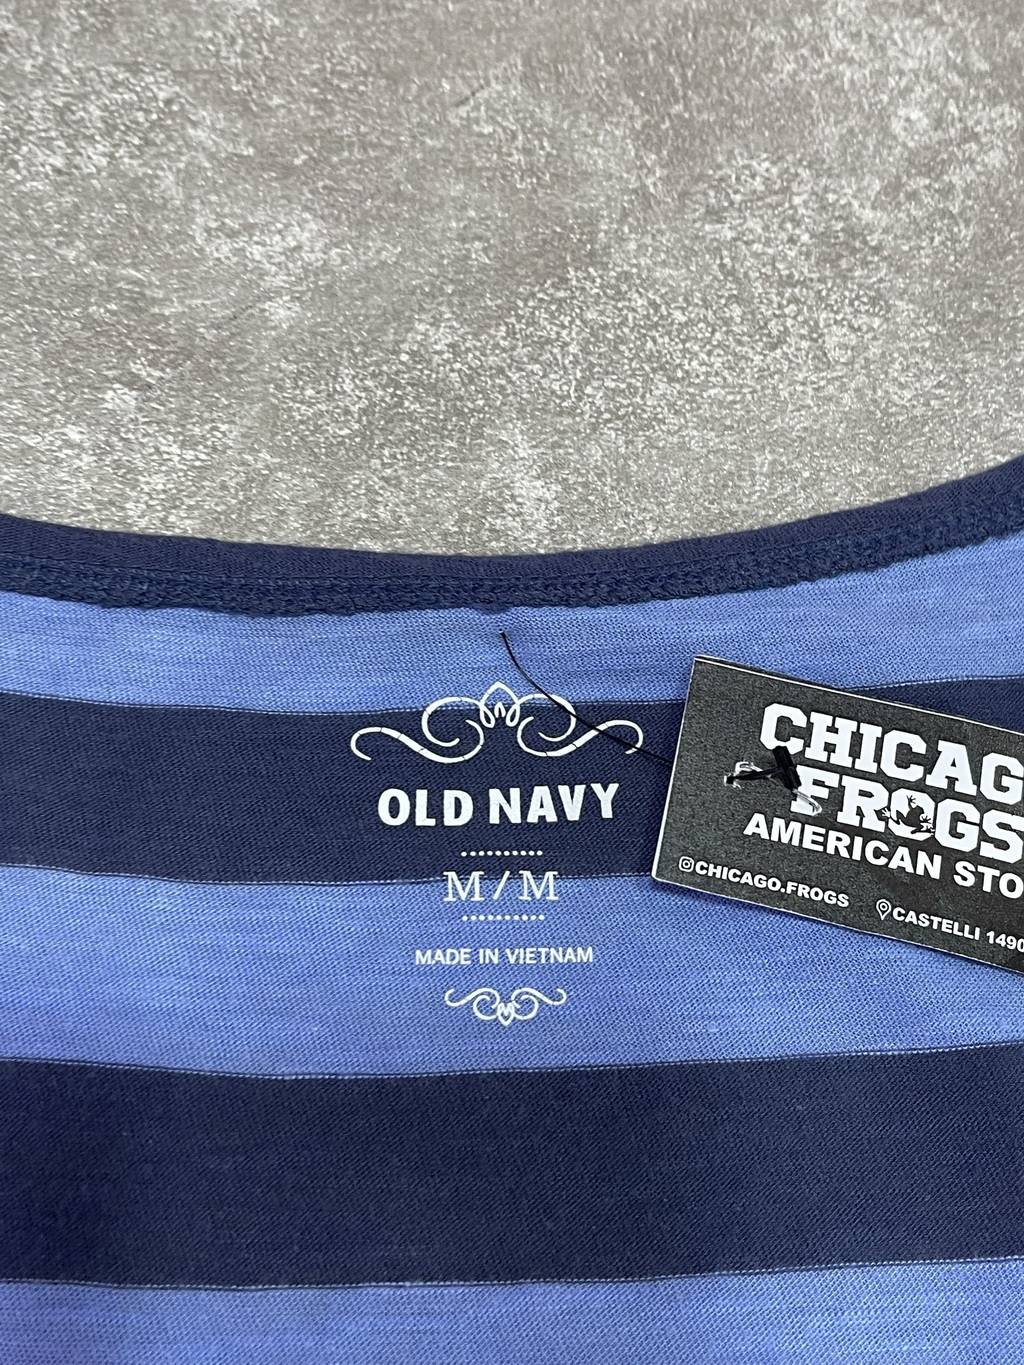 OLD NAVY
M / M
MADE IN VIETNAM
CHICAG
FROGS
AMERICAN STO
CHICAGO.FROGS
CASTELLI 1490